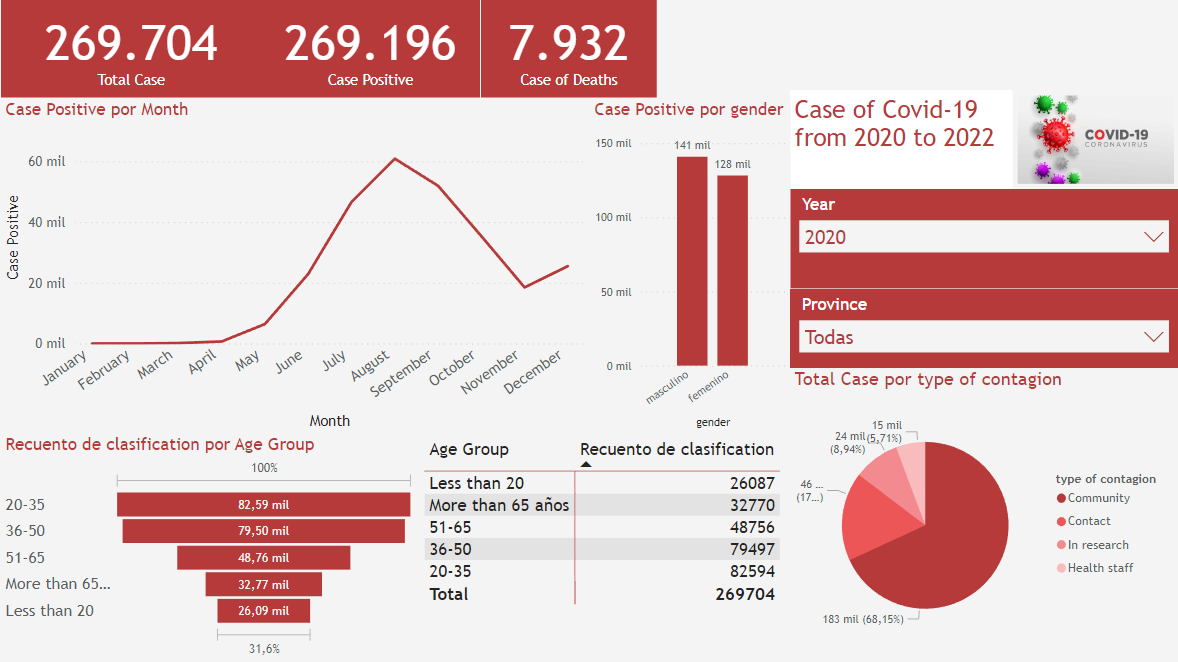 269.704
Total Case
269.196
Case Positive
7.932
Case of Deaths
Case Positive por Month
Case Positive
60 mil
40 mil
20 mil
0 mil
January
February
March
April
May
June
July
August
September
October
November
December
Month
Case Positive por gender
150 mil
100 mil
50 mil
0 mil
141 mil
128 mil
masculino
femenino
gender
Case of Covid-19
from 2020 to 2022
COVID-19
CORONAVIRUS
Year
2020
Province
Todas
Recuento de clasification por Age Group
100%
20-35
82,59 mil
36-50
79,50 mil
51-65
48,76 mil
More than 65...
32,77 mil
Less than 20
26,09 mil
31,6%
Age Group Recuento de clasification
Less than 20 26087
More than 65 años 32770
51-65 48756
36-50 79497
20-35 82594
Total 269704
Total Case por type of contagion
15 mil
(5,71%)
24 mil
(8,94%)
46 ...
(17...)
183 mil (68,15%)
type of contagion
Community
Contact
In research
Health staff